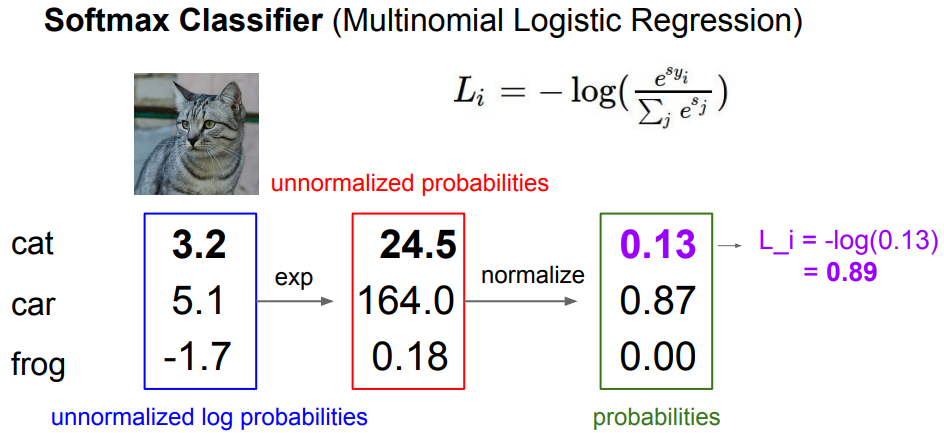 Softmax Classifier (Multinomial Logistic Regression)
L_i = − log(e^{s_{y_i}} / ∑_j e^{s_j})
unnormalized probabilities
cat 3.2 24.5 0.13 L_i = -log(0.13)
= 0.89
exp normalize
car 5.1 164.0 0.87
frog -1.7 0.18 0.00
unnormalized log probabilities probabilities